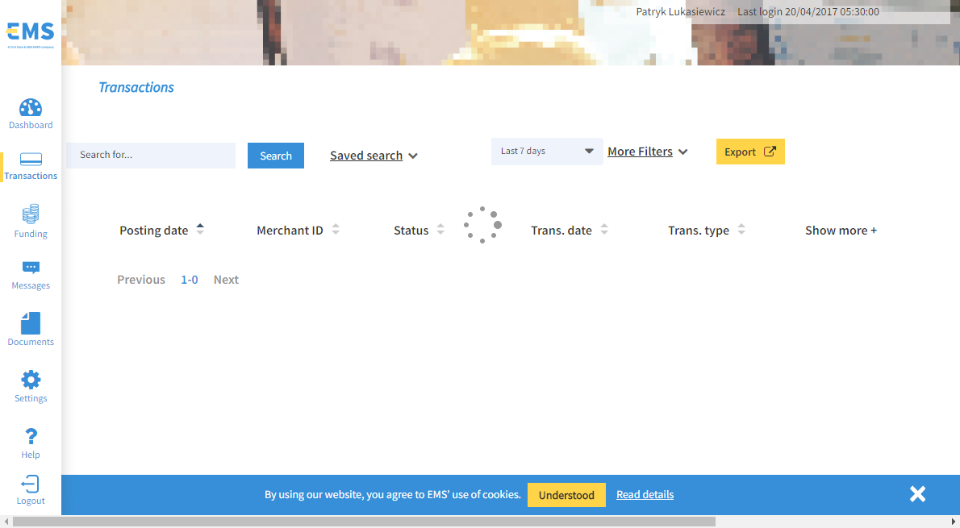 Patryk Lukasiewicz Last login 20/04/2017 05:30:00
EMS
Transactions
Dashboard
Search for...
Search
Saved search
Last 7 days
More Filters
Export
Transactions
Posting date
Merchant ID
Status
Trans. date
Trans. type
Show more +
Funding
Previous 1-0 Next
Messages
Documents
Settings
Help
Logout
By using our website, you agree to EMS' use of cookies.
Understood
Read details